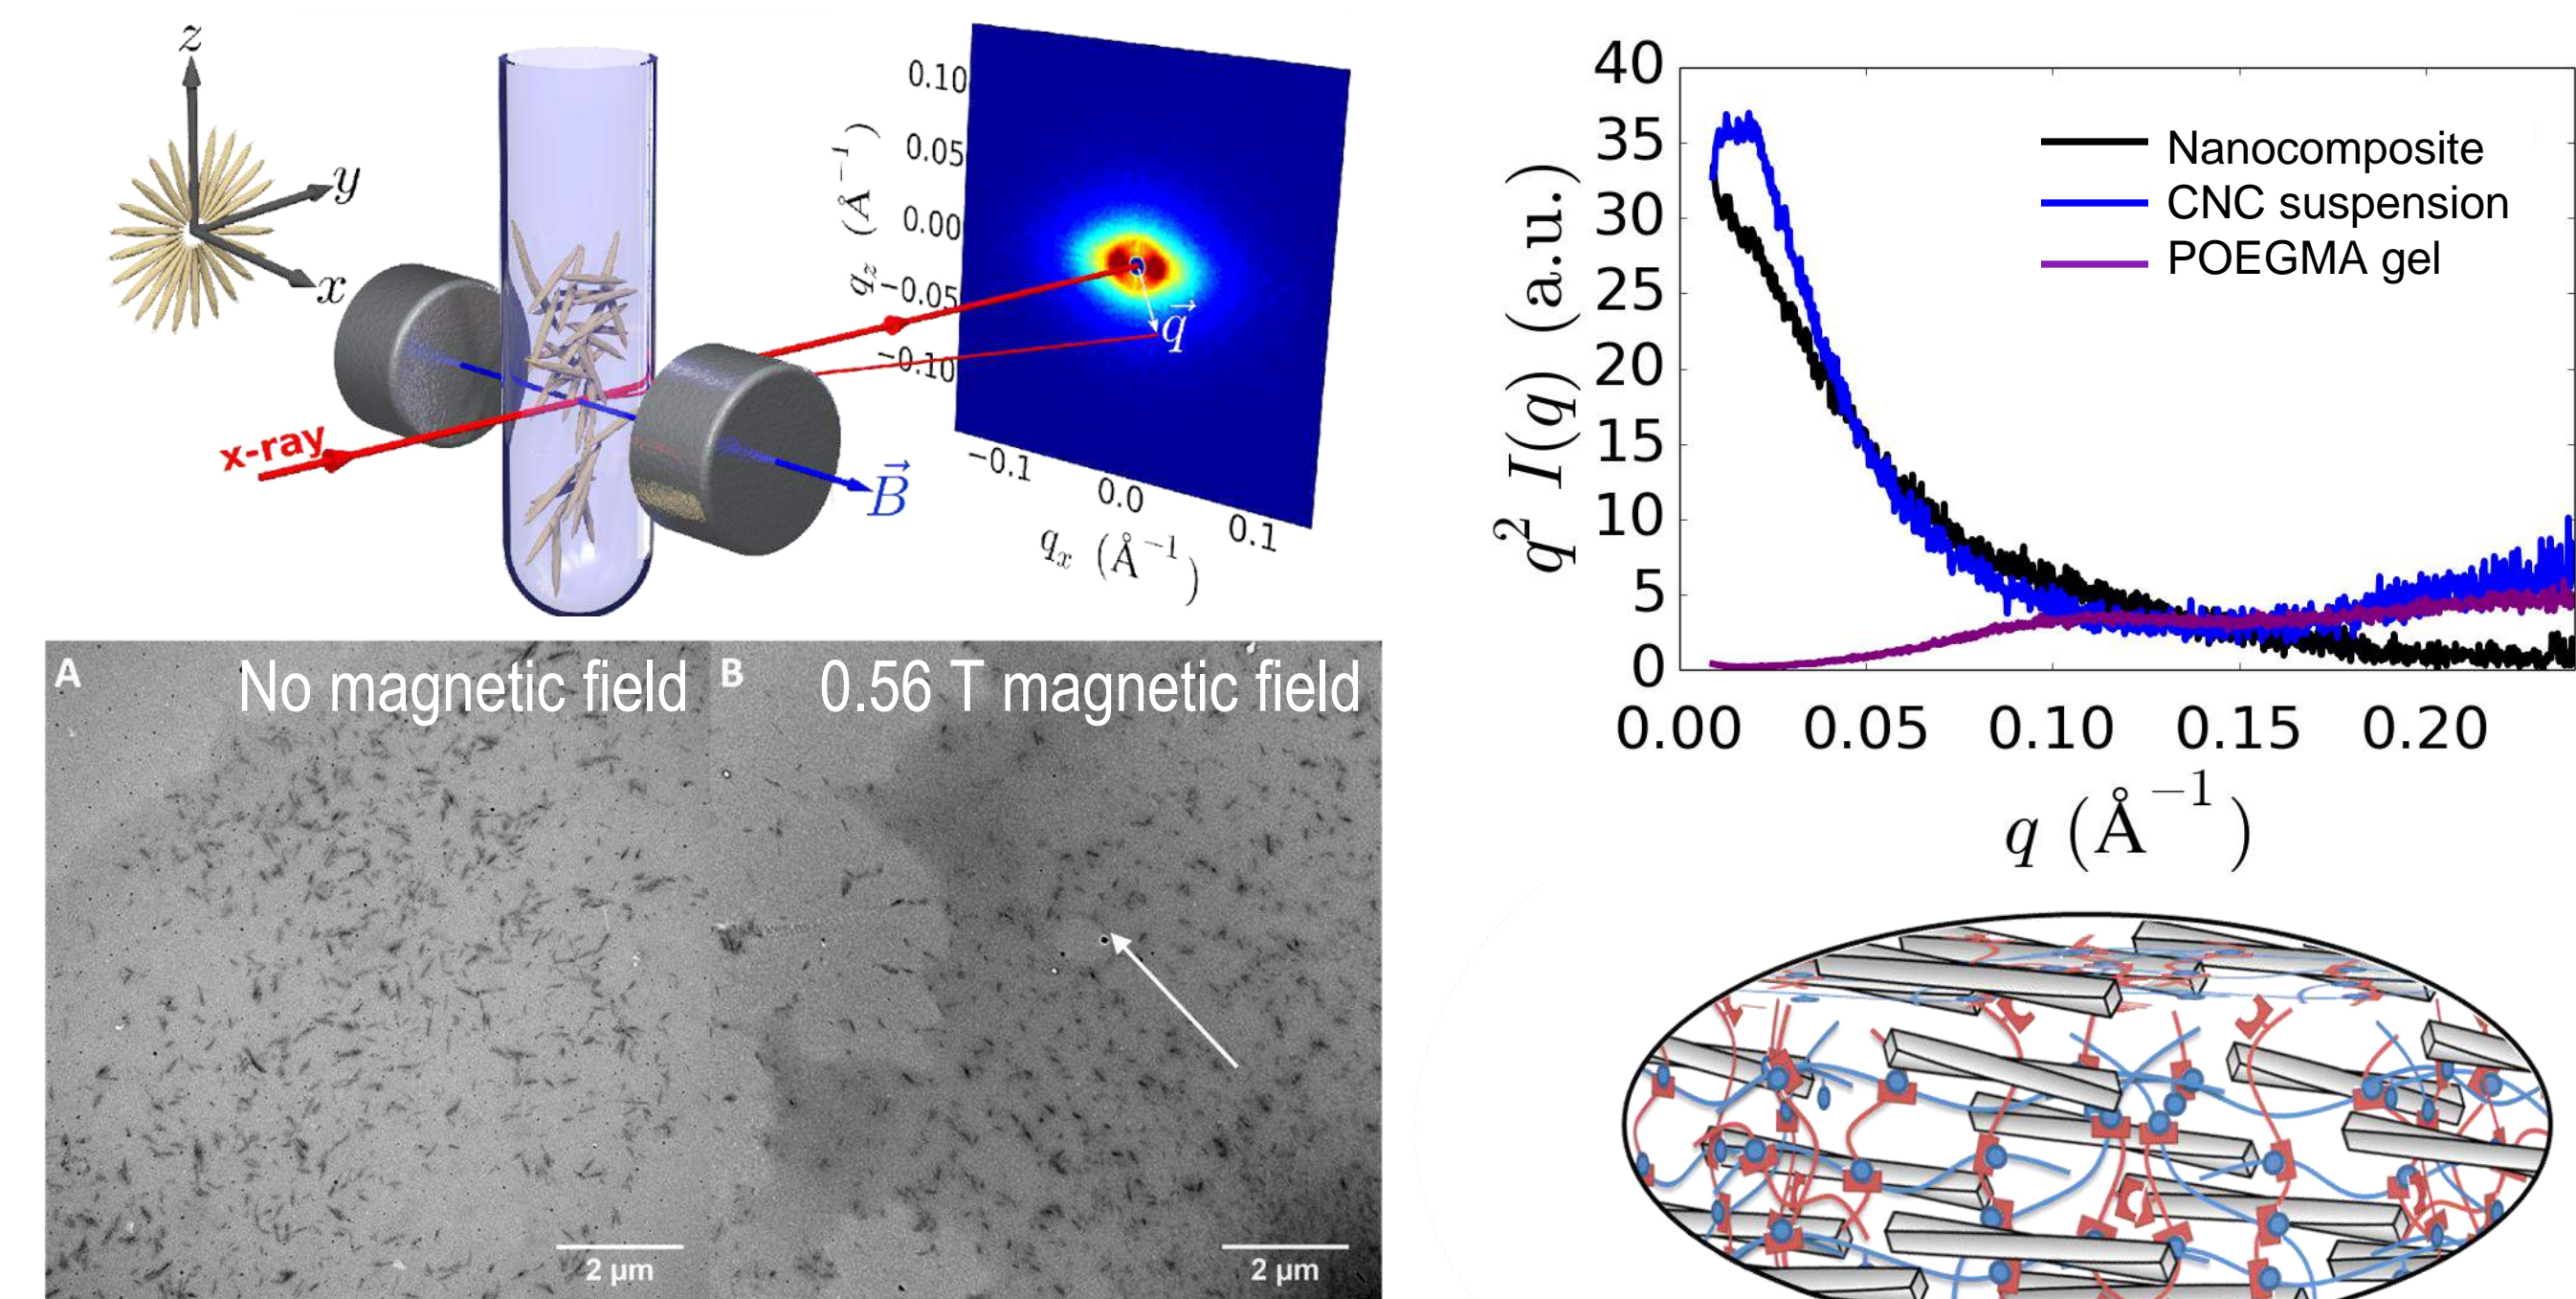 z
y
x
x-ray
B
0.10
0.05
0.00
−0.05
−0.10
q_z (Å⁻¹)
q
−0.1
0.0
0.1
q_x (Å⁻¹)
A
No magnetic field
2 µm
B
0.56 T magnetic field
2 µm
40
35
30
25
20
15
10
5
0
q² I(q) (a.u.)
Nanocomposite
CNC suspension
POEGMA gel
0.00 0.05 0.10 0.15 0.20
q (Å⁻¹)